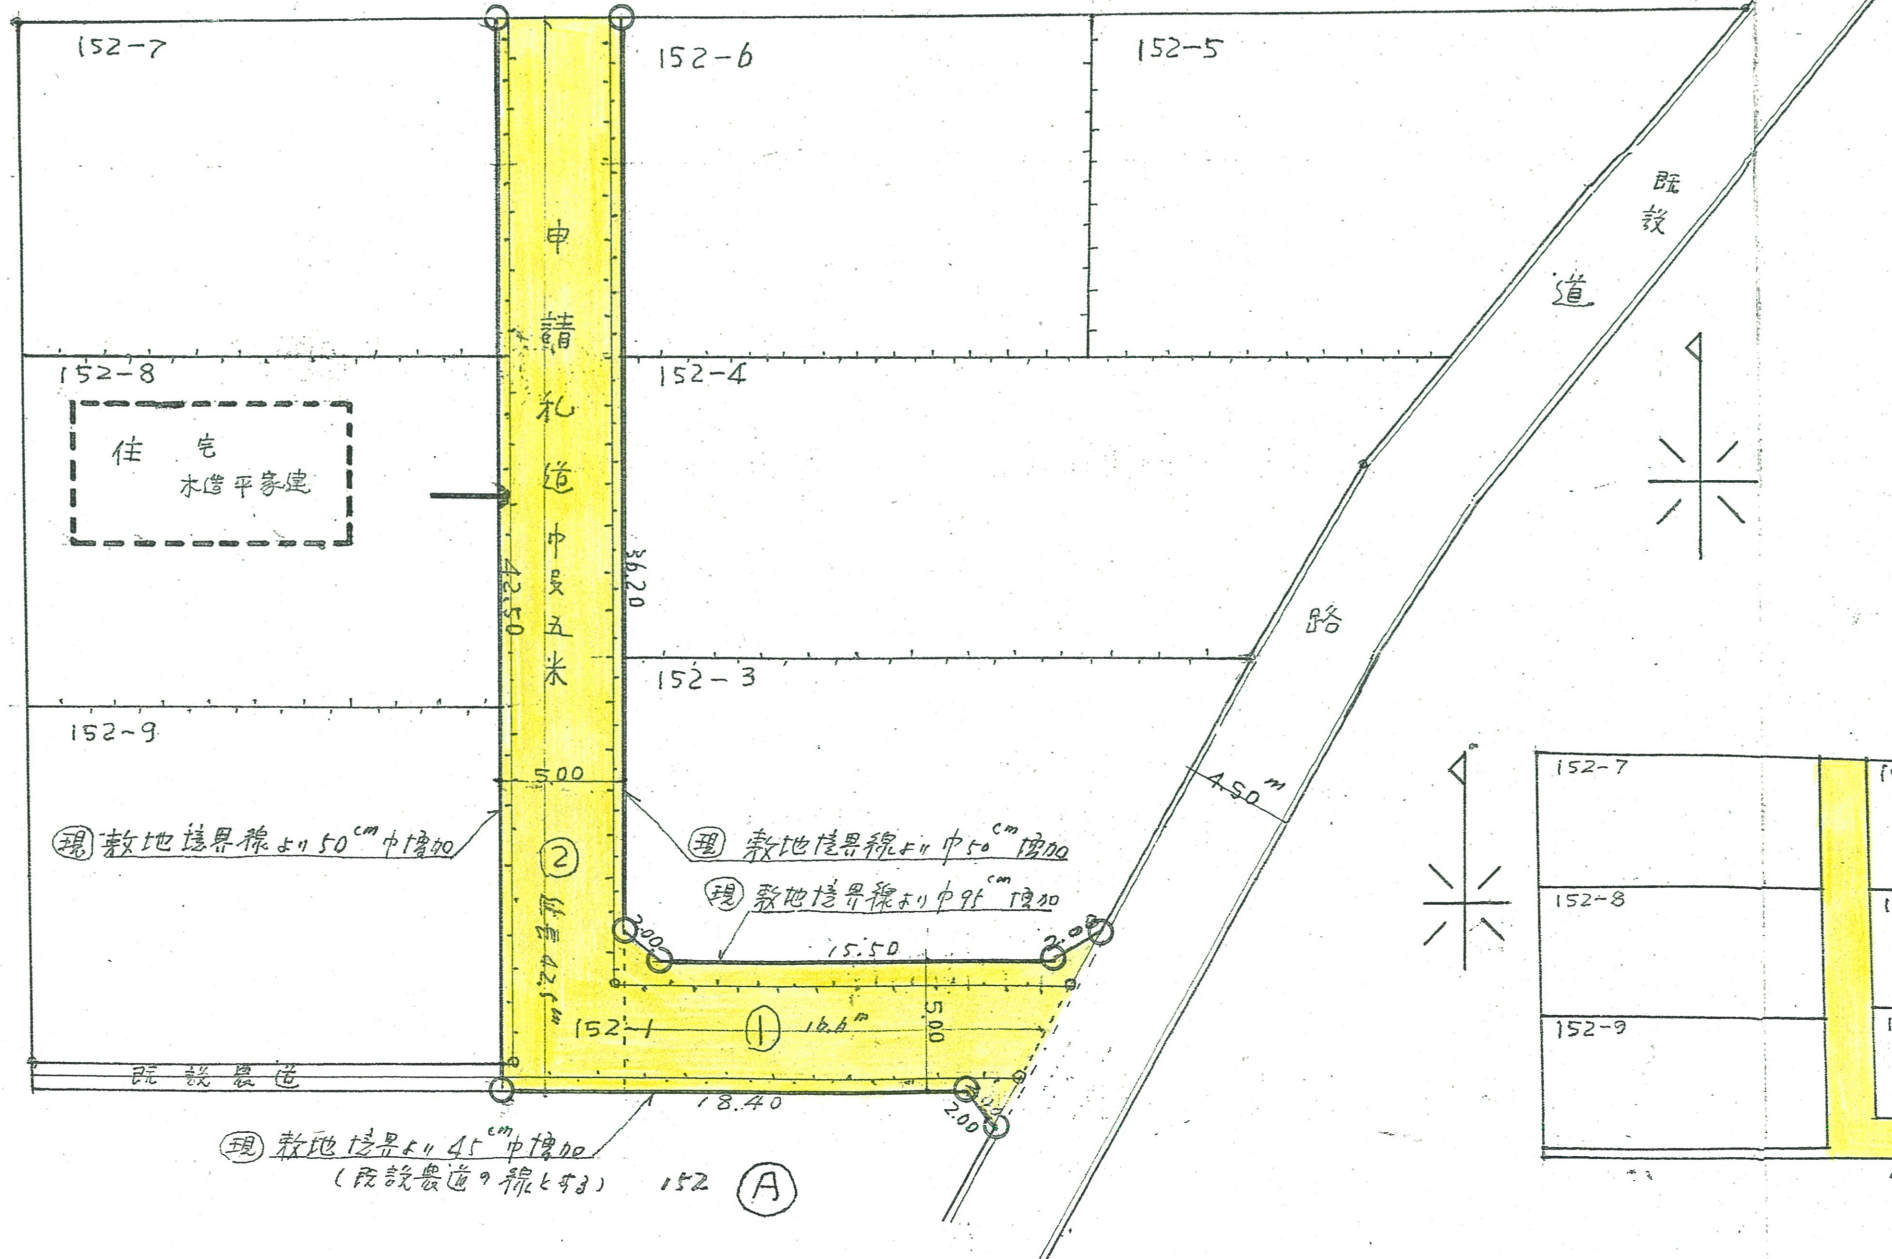 152-7
152-6
152-5
既設
道
路
申請私道巾員五米
152-8
住宅
木造平家建
152-4
42.50
36.20
152-3
152-9
5.00
4.50m
現 敷地境界線より50cm巾増加
現 敷地境界線より巾50cm増加
現 敷地境界線より巾95cm増加
②
延長42.5m
2.00
15.50
2.00
152-1
①
16.6m
5.00
既設農道
18.40
2.00
2.00
現 敷地境界より45cm巾増加
(既設農道の線とする)
152
A
152-7
152-8
152-9